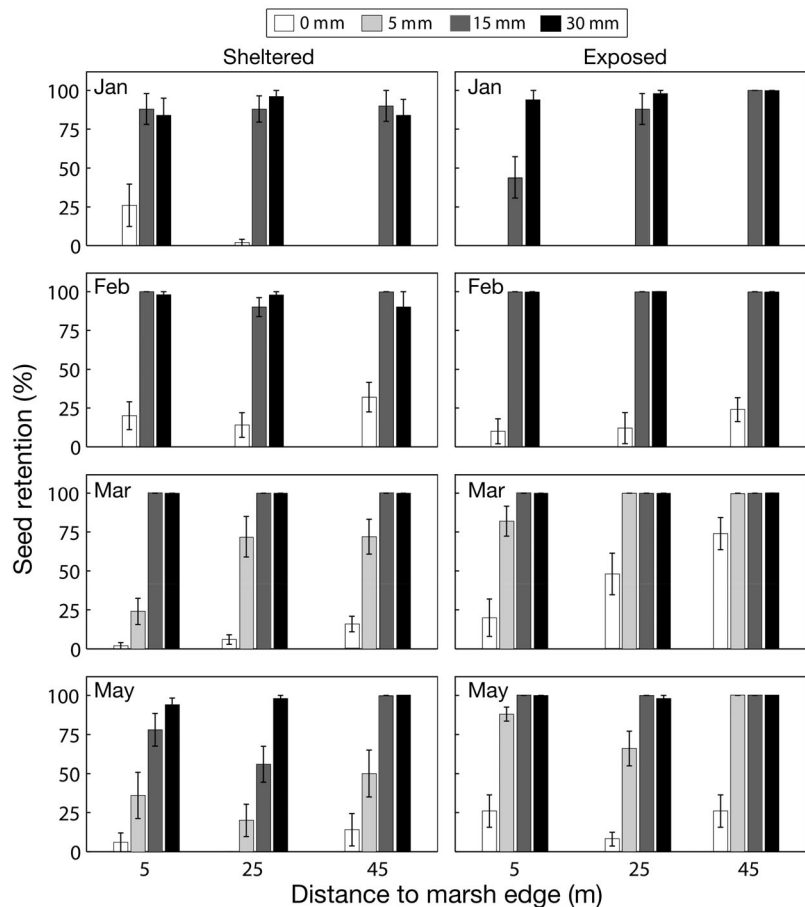 0 mm 5 mm 15 mm 30 mm
Sheltered Exposed
Jan Jan
100
75
50
25
0
Feb Feb
100
75
50
25
0
Mar Mar
100
75
50
25
0
May May
100
75
50
25
0
Seed retention (%)
5 25 45 5 25 45
Distance to marsh edge (m)